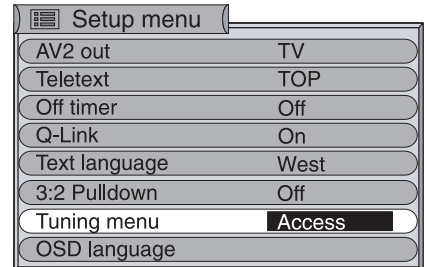 Setup menu
AV2 out TV
Teletext TOP
Off timer Off
Q-Link On
Text language West
3:2 Pulldown Off
Tuning menu Access
OSD language